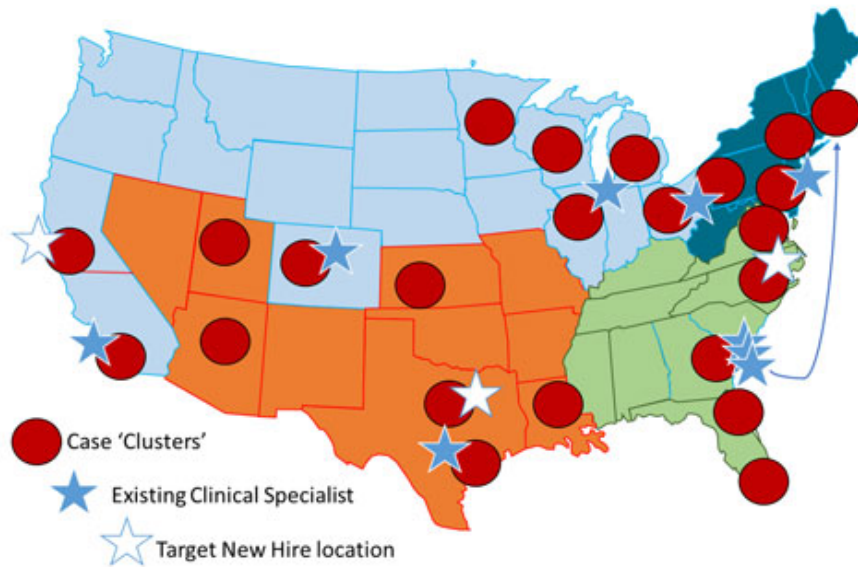 Case 'Clusters'
Existing Clinical Specialist
Target New Hire location